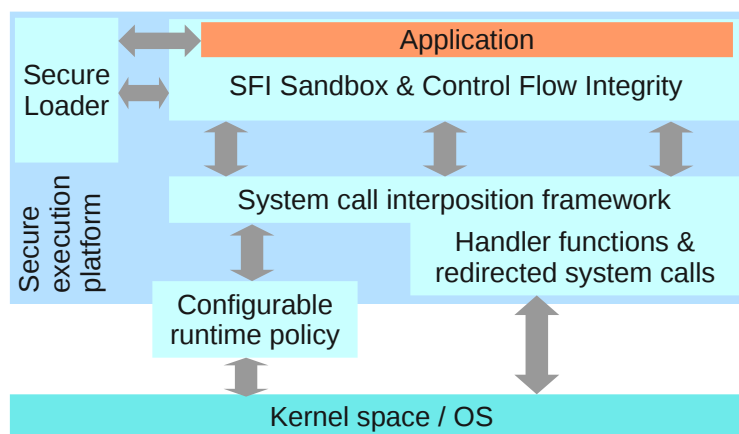 Application
Secure
Loader
SFI Sandbox & Control Flow Integrity
System call interposition framework
Handler functions &
redirected system calls
Secure
execution
platform
Configurable
runtime policy
Kernel space / OS